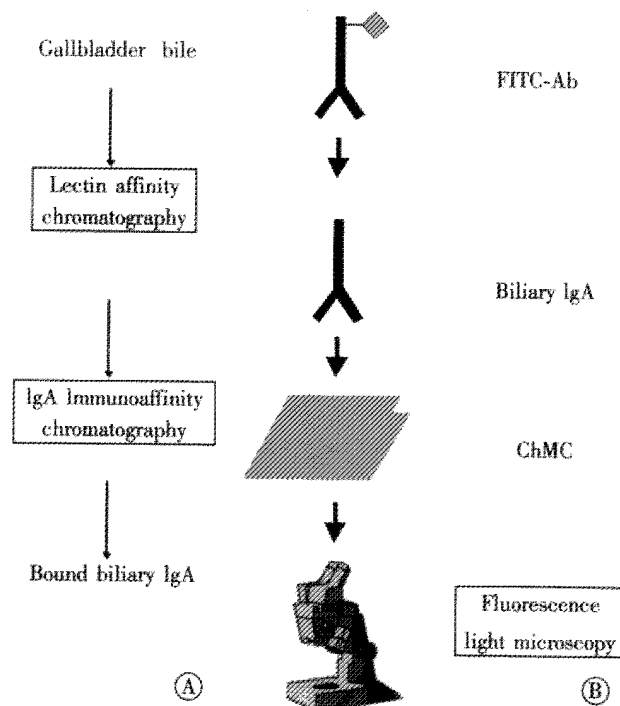 Gallbladder bile
Lectin affinity
chromatography
IgA Immunoaffinity
chromatography
Bound biliary IgA
A
FITC-Ab
Biliary IgA
ChMC
Fluorescence
light microscopy
B